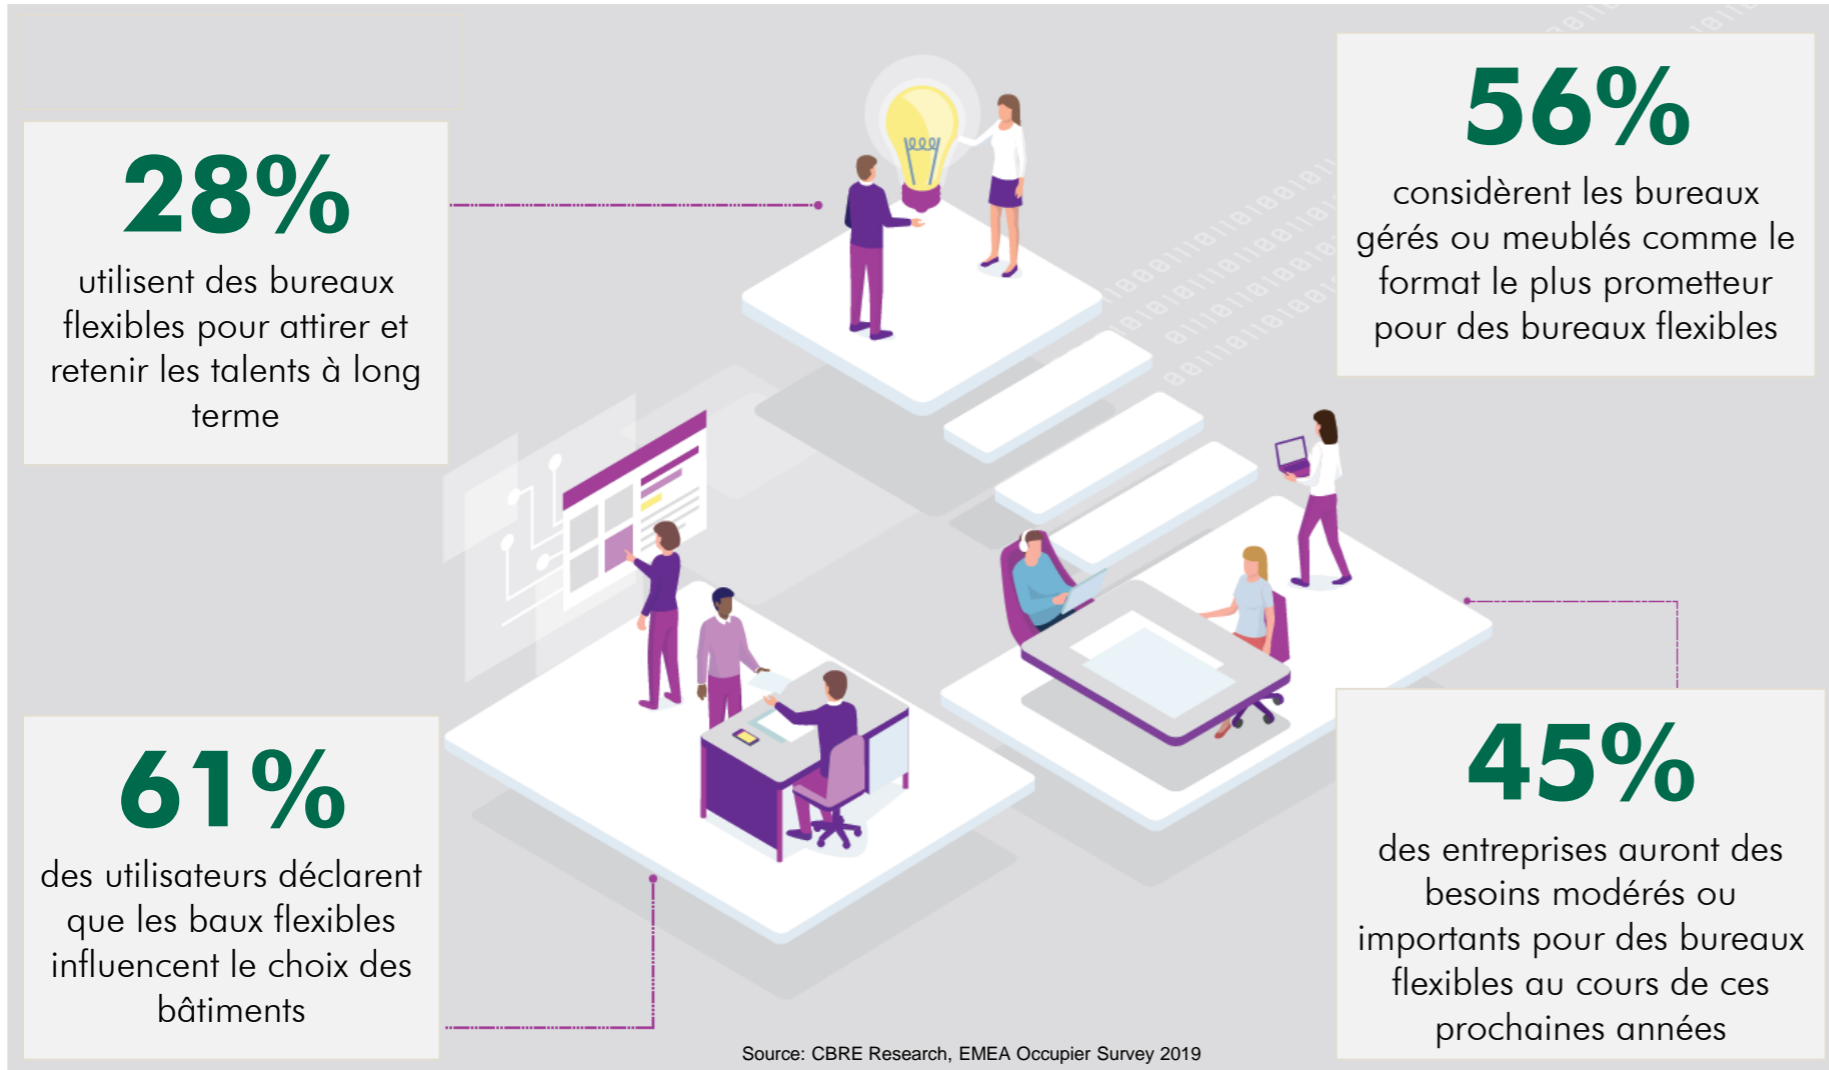 28%
utilisent des bureaux
flexibles pour attirer et
retenir les talents à long
terme
56%
considèrent les bureaux
gérés ou meublés comme le
format le plus prometteur
pour des bureaux flexibles
61%
des utilisateurs déclarent
que les baux flexibles
influencent le choix des
bâtiments
45%
des entreprises auront des
besoins modérés ou
importants pour des bureaux
flexibles au cours de ces
prochaines années
Source: CBRE Research, EMEA Occupier Survey 2019